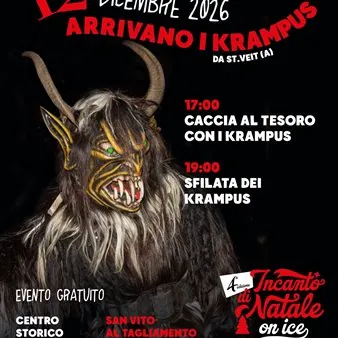 12
DICEMBRE 2026
ARRIVANO I KRAMPUS
DA ST.VEIT (A)
17:00
CACCIA AL TESORO
CON I KRAMPUS
19:00
SFILATA DEI
KRAMPUS
EVENTO GRATUITO
CENTRO
STORICO
SAN VITO
AL TAGLIAMENTO
Incanto
di
Natale
on ice